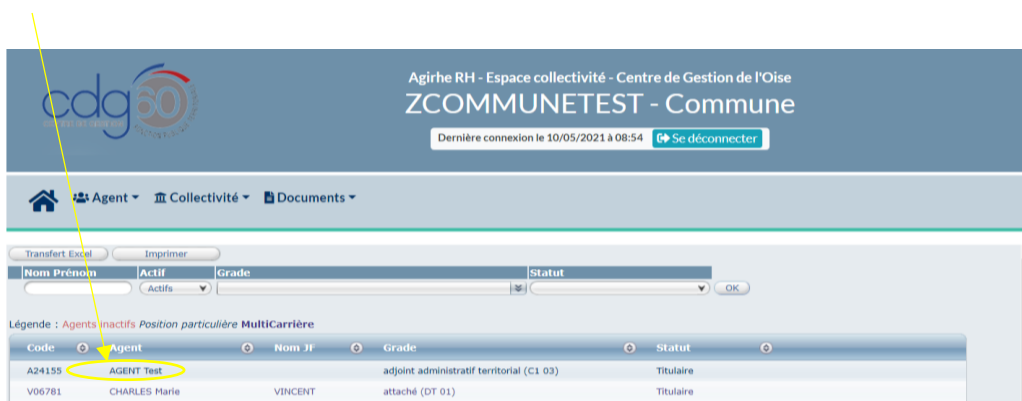 cdg60
Agirhe RH - Espace collectivité - Centre de Gestion de l'Oise
ZCOMMUNETEST - Commune
Dernière connexion le 10/05/2021 à 08:54 Se déconnecter
Agent Collectivité Documents
Transfert Excel Imprimer
Nom Prénom Actif Grade Statut
Actifs OK
Légende : Agents inactifs Position particulière MultiCarrière
Code Agent Nom JF Grade Statut
A24155 AGENT Test adjoint administratif territorial (C1 03) Titulaire
V06781 CHARLES Marie VINCENT attaché (DT 01) Titulaire